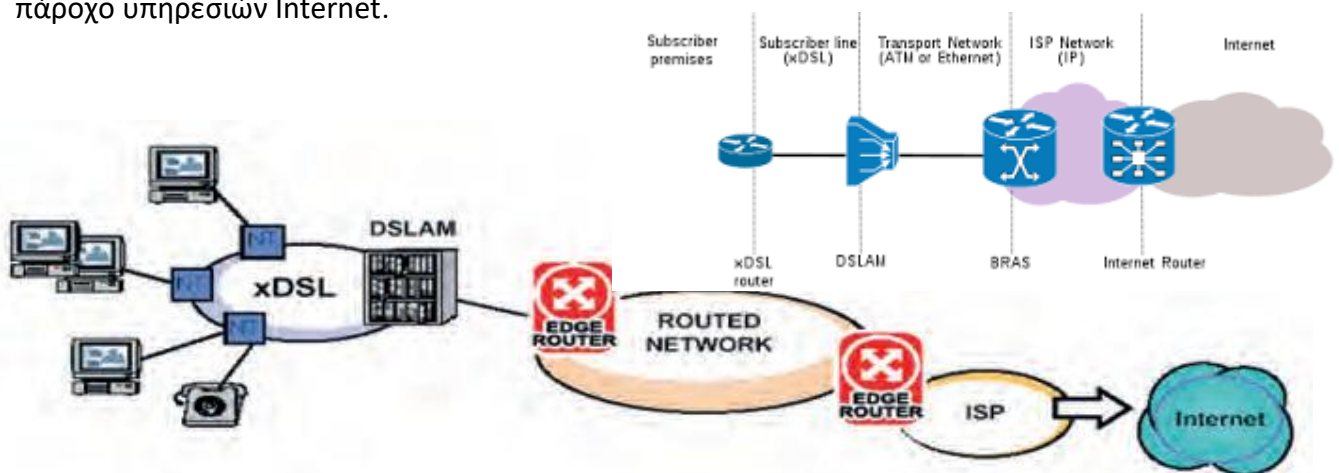 πάροχο υπηρεσιών Internet.
Subscriber
premises
Subscriber line
(xDSL)
Transport Network
(ATM or Ethernet)
ISP Network
(IP)
Internet
xDSL
router
DSLAM
BRAS
Internet Router
NT
NT
NT
xDSL
DSLAM
EDGE
ROUTER
ROUTED
NETWORK
EDGE
ROUTER
ISP
Internet